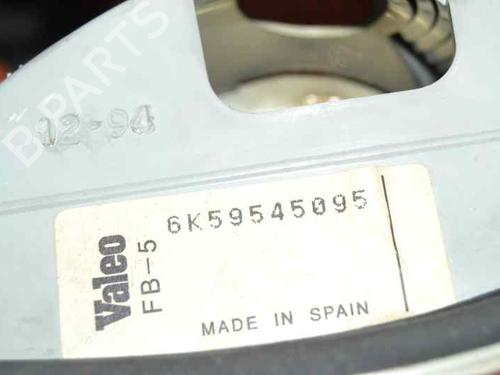 B-PARTS
12-94
6K59545095
Valeo
FB-5
MADE IN SPAIN